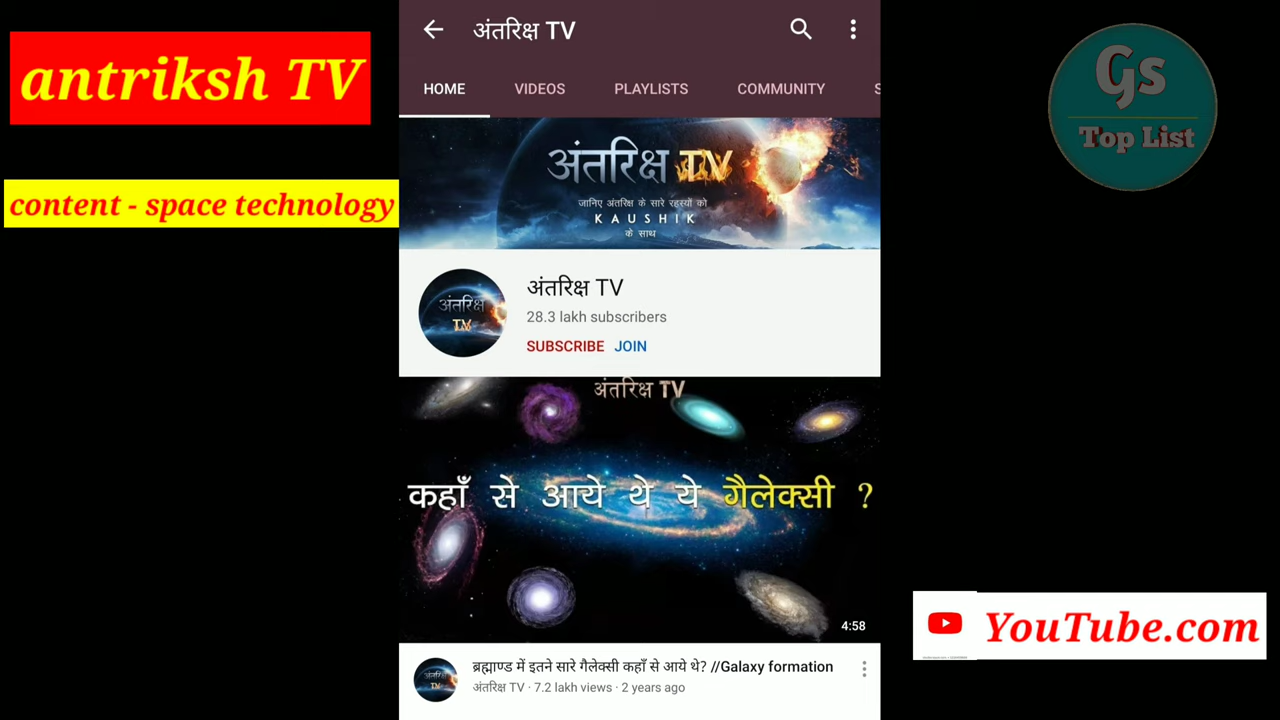 antriksh TV
content - space technology
अंतरिक्ष TV
HOME VIDEOS PLAYLISTS COMMUNITY S
अंतरिक्ष TV
जानिए अंतरिक्ष के सारे रहस्यों को
KAUSHIK
के साथ
अंतरिक्ष TV
अंतरिक्ष TV
28.3 lakh subscribers
SUBSCRIBE JOIN
अंतरिक्ष TV
कहाँ से आये थे ये गैलेक्सी ?
4:58
अंतरिक्ष TV
ब्रह्माण्ड में इतने सारे गैलेक्सी कहाँ से आये थे? //Galaxy formation
अंतरिक्ष TV · 7.2 lakh views · 2 years ago
Gs
Top List
YouTube.com